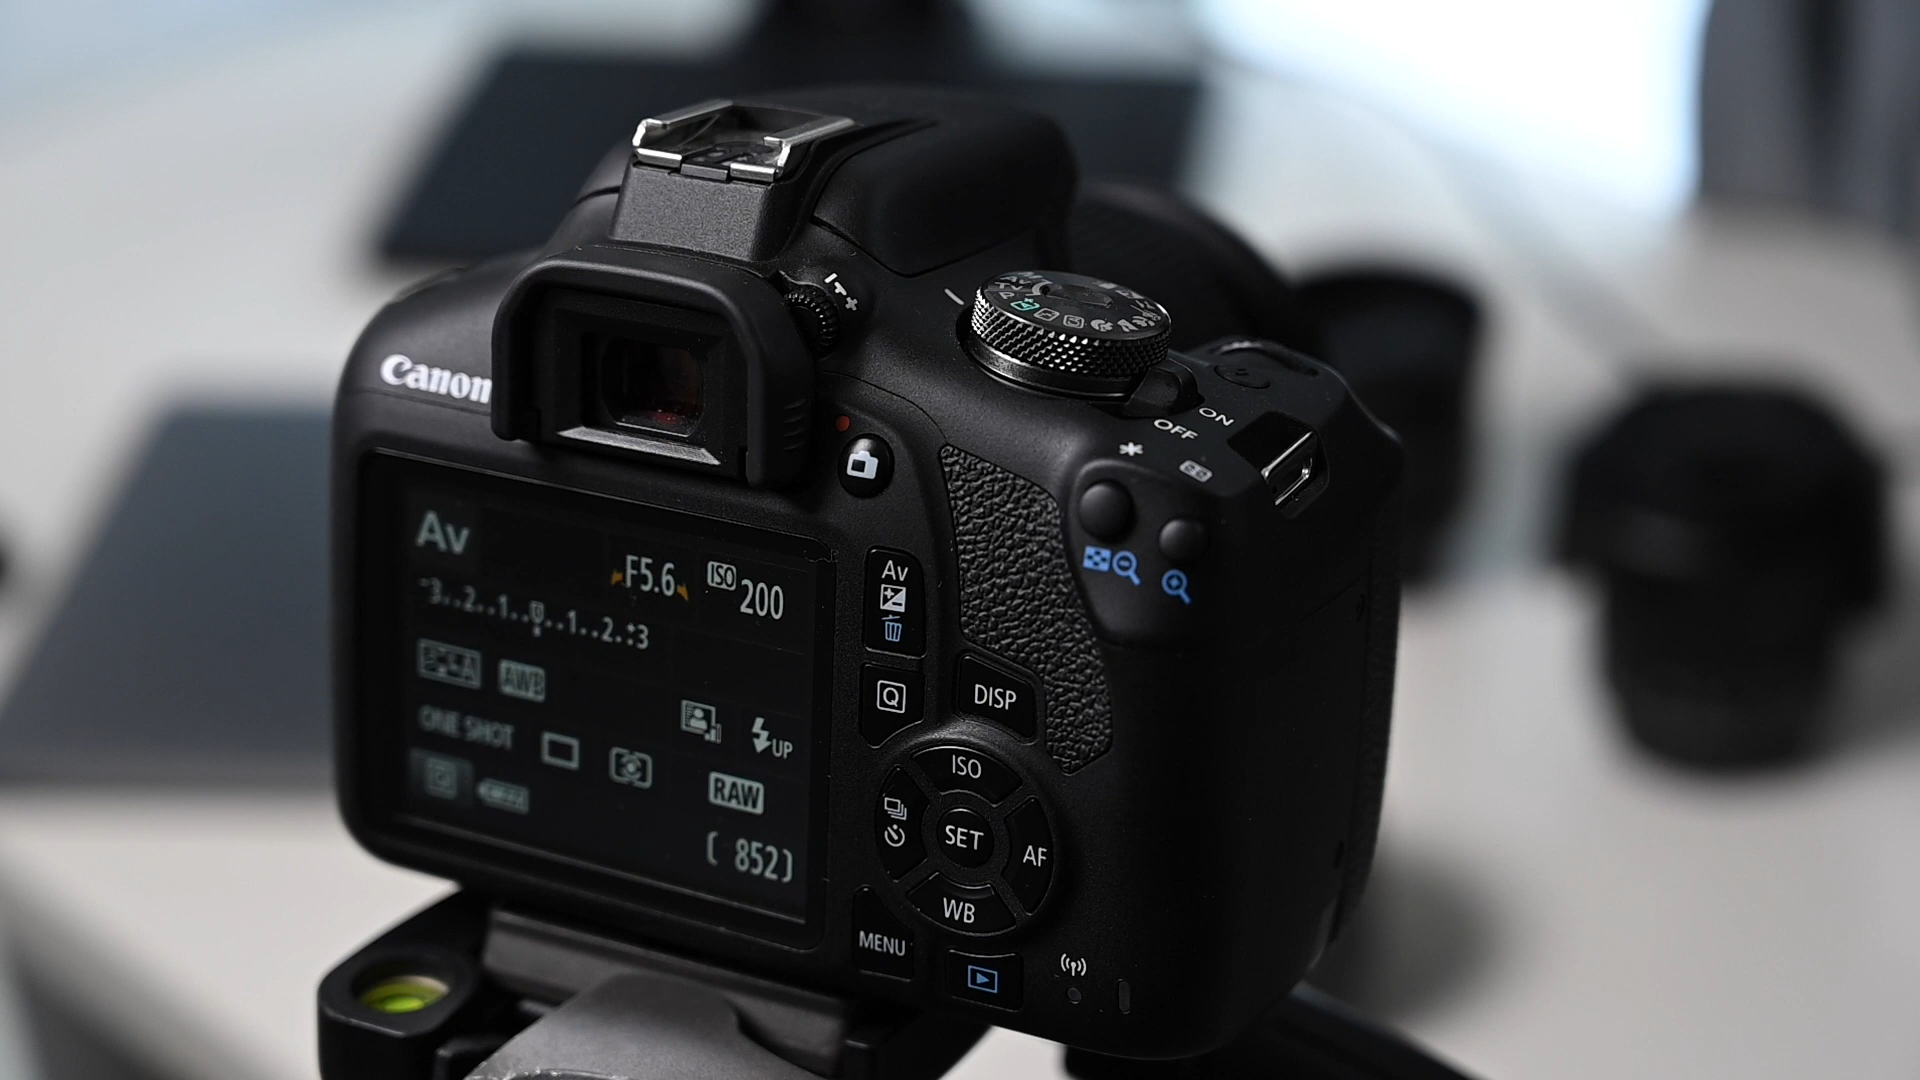 Canon
ON
OFF
Av
F5.6
ISO 200
-3..2..1..0..1..2.:+3
AWB
ONE SHOT
UP
RAW
( 852)
Av
Q
DISP
ISO
SET
AF
WB
MENU